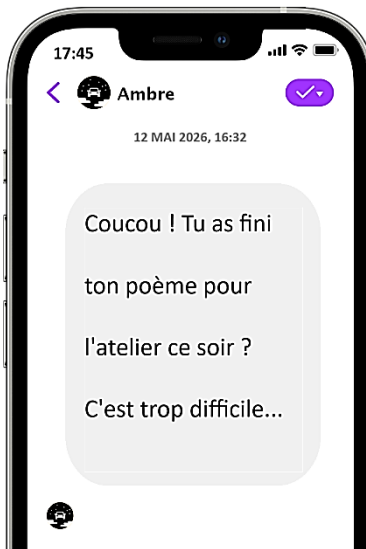 17:45
Ambre
12 MAI 2026, 16:32
Coucou ! Tu as fini
ton poème pour
l'atelier ce soir ?
C'est trop difficile...